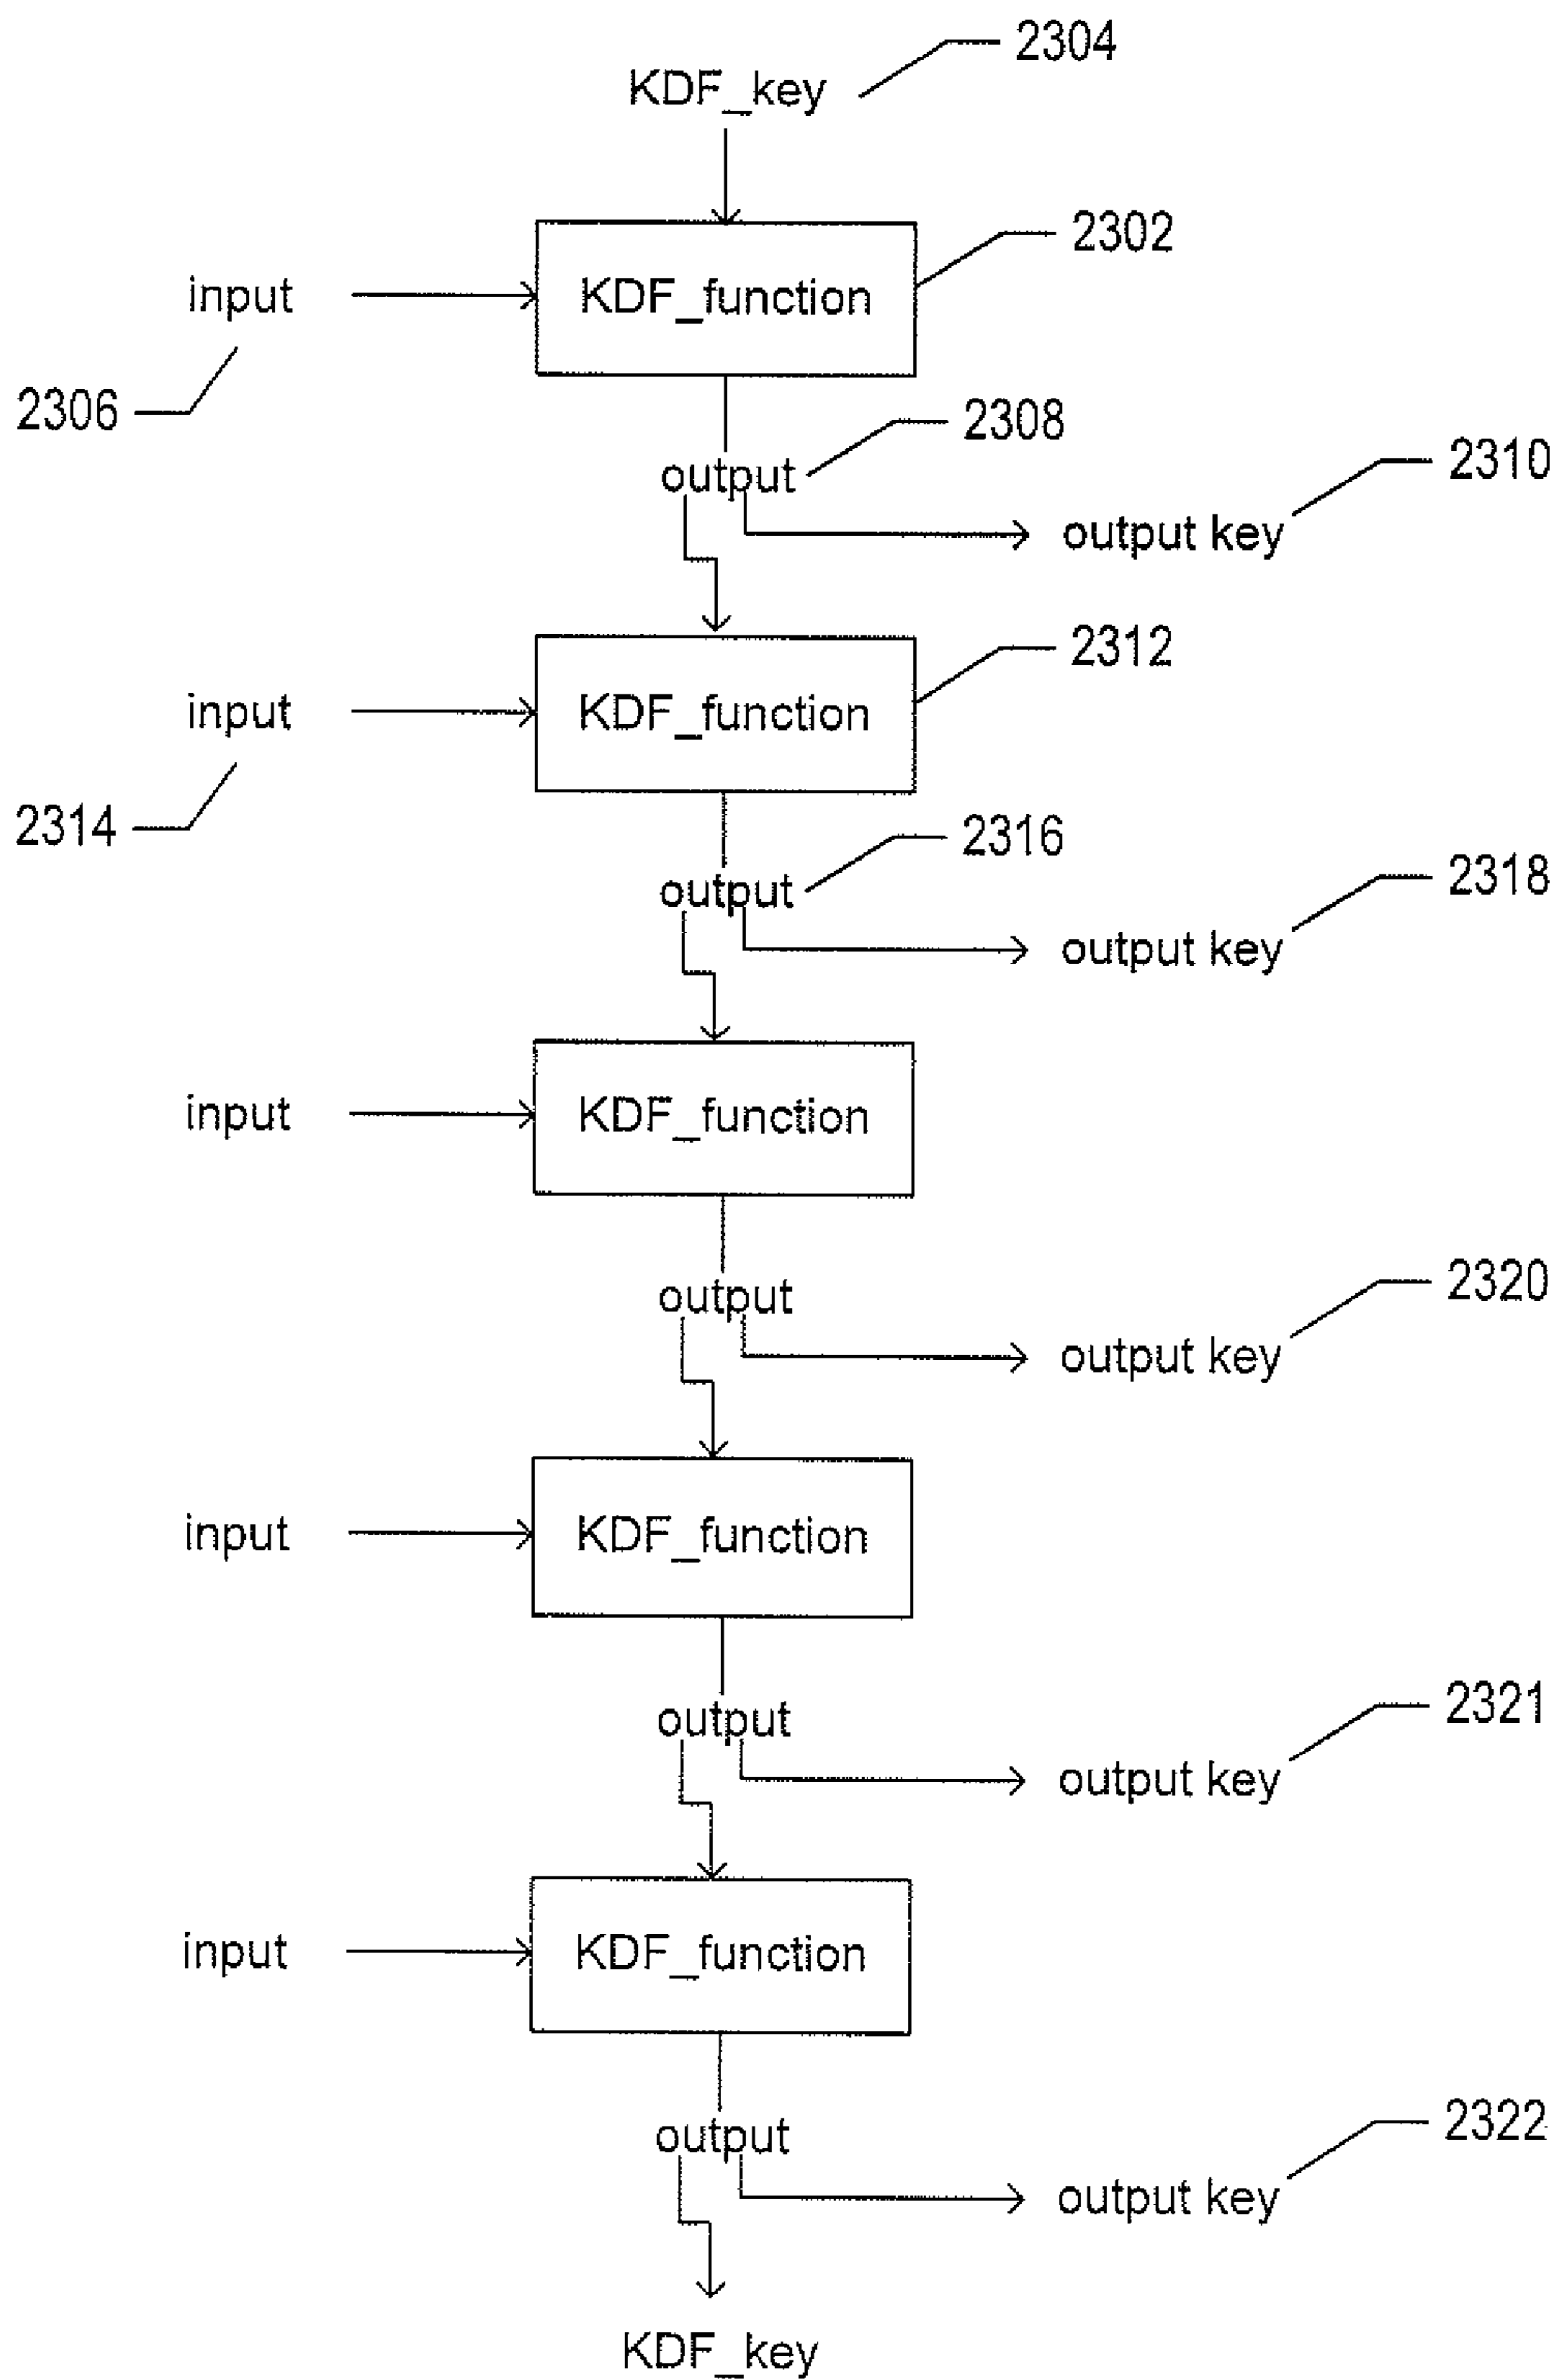 2304
KDF_key
2302
input
KDF_function
2306
2308
output
2310
output key
2312
input
KDF_function
2314
2316
output
2318
output key
input
KDF_function
2320
output
output key
input
KDF_function
2321
output
output key
input
KDF_function
2322
output
output key
KDF_key